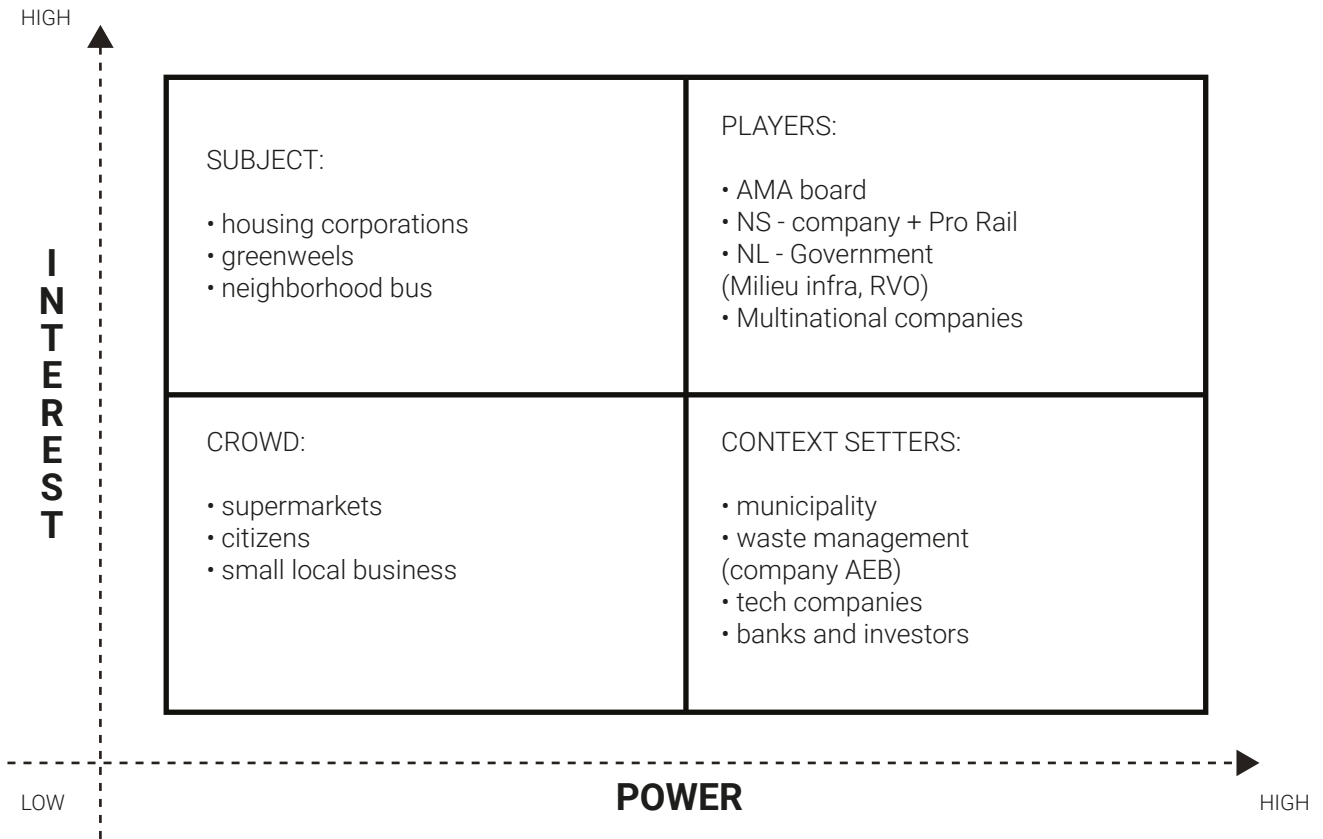 HIGH
INTEREST
SUBJECT:
• housing corporations
• greenweels
• neighborhood bus
PLAYERS:
• AMA board
• NS - company + Pro Rail
• NL - Government
(Milieu infra, RVO)
• Multinational companies
CROWD:
• supermarkets
• citizens
• small local business
CONTEXT SETTERS:
• municipality
• waste management
(company AEB)
• tech companies
• banks and investors
LOW
POWER
HIGH